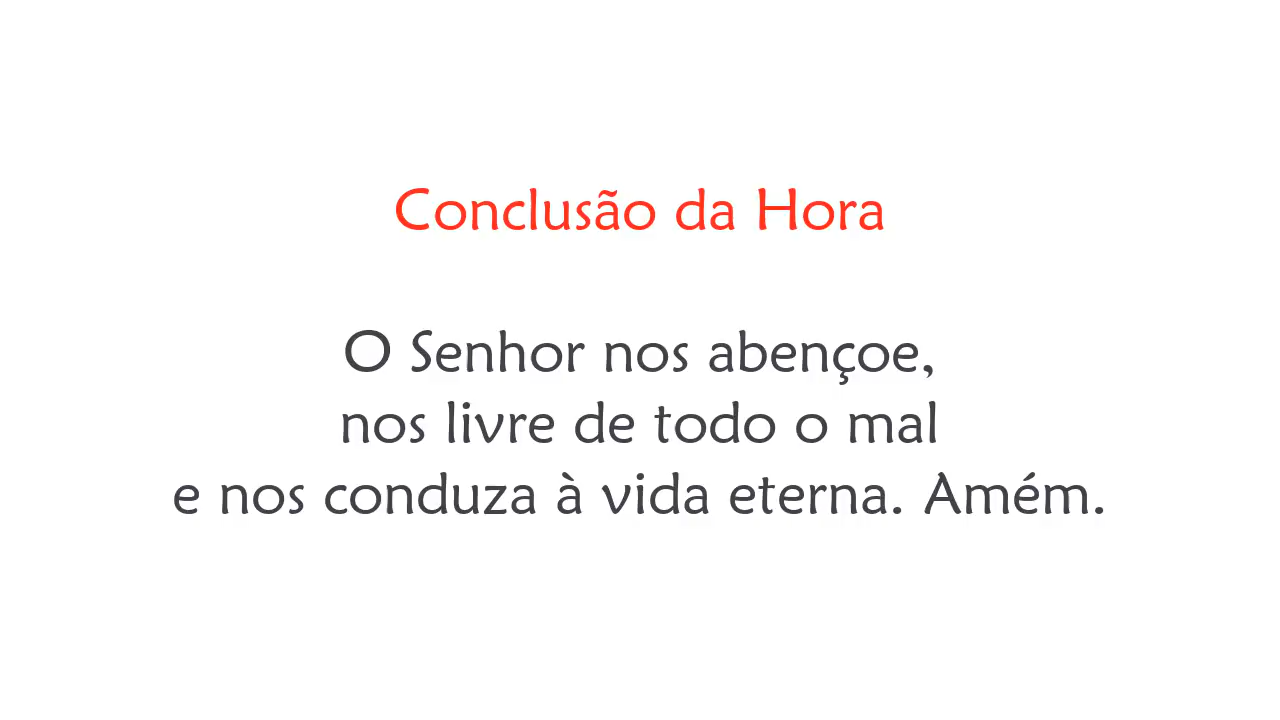 Conclusão da Hora
O Senhor nos abençoe,
nos livre de todo o mal
e nos conduza à vida eterna. Amém.